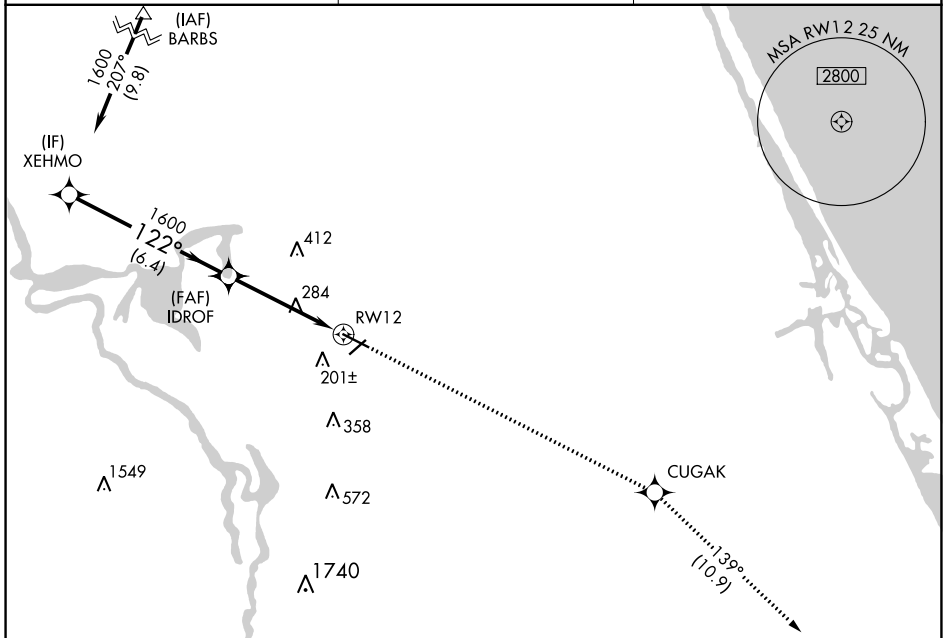 (IAF)
BARBS
1600
207°
(9.8)
MSA RW12 25 NM
2800
(IF)
XEHMO
1600
122°
(6.4)
412
(FAF)
IDROF
284
RW12
201±
358
1549
572
CUGAK
1740
139°
(10.9)